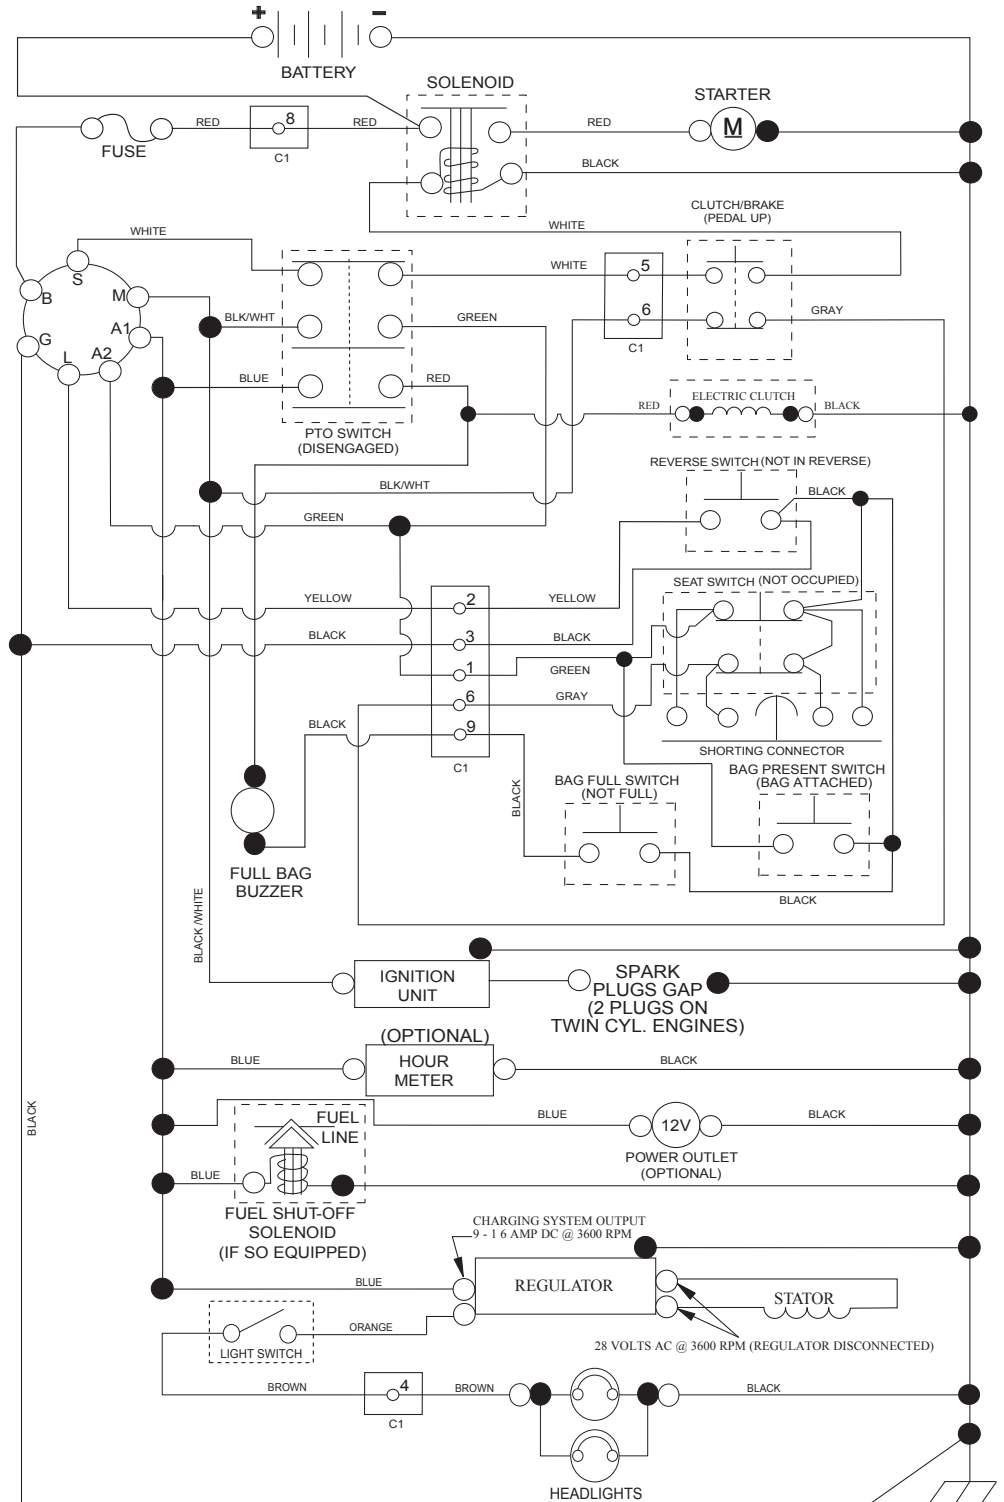 + -
BATTERY
SOLENOID
STARTER
RED 8 RED
RED M
FUSE
C1
BLACK
CLUTCH/BRAKE
(PEDAL UP)
WHITE
WHITE
S
WHITE 5
B
M
BLK/WHT
GREEN
6
GRAY
A1
G
C1
L A2
BLUE
RED
ELECTRIC CLUTCH
RED
BLACK
PTO SWITCH
(DISENGAGED)
REVERSE SWITCH (NOT IN REVERSE)
BLK/WHT
BLACK
GREEN
SEAT SWITCH (NOT OCCUPIED)
YELLOW 2 YELLOW
BLACK 3 BLACK
1 GREEN
6 GRAY
BLACK 9
C1
SHORTING CONNECTOR
BAG PRESENT SWITCH
(BAG ATTACHED)
BAG FULL SWITCH
(NOT FULL)
BLACK
FULL BAG
BUZZER
BLACK
BLACK /WHITE
IGNITION
UNIT
SPARK
PLUGS GAP
(2 PLUGS ON
TWIN CYL. ENGINES)
(OPTIONAL)
HOUR
METER
BLUE
BLACK
BLACK
FUEL
LINE
BLUE
12V
BLACK
POWER OUTLET
(OPTIONAL)
BLUE
FUEL SHUT-OFF
SOLENOID
(IF SO EQUIPPED)
CHARGING SYSTEM OUTPUT
9 - 1 6 AMP DC @ 3600 RPM
BLUE
REGULATOR
STATOR
ORANGE
LIGHT SWITCH
28 VOLTS AC @ 3600 RPM (REGULATOR DISCONNECTED)
BROWN 4 BROWN
BLACK
C1
HEADLIGHTS